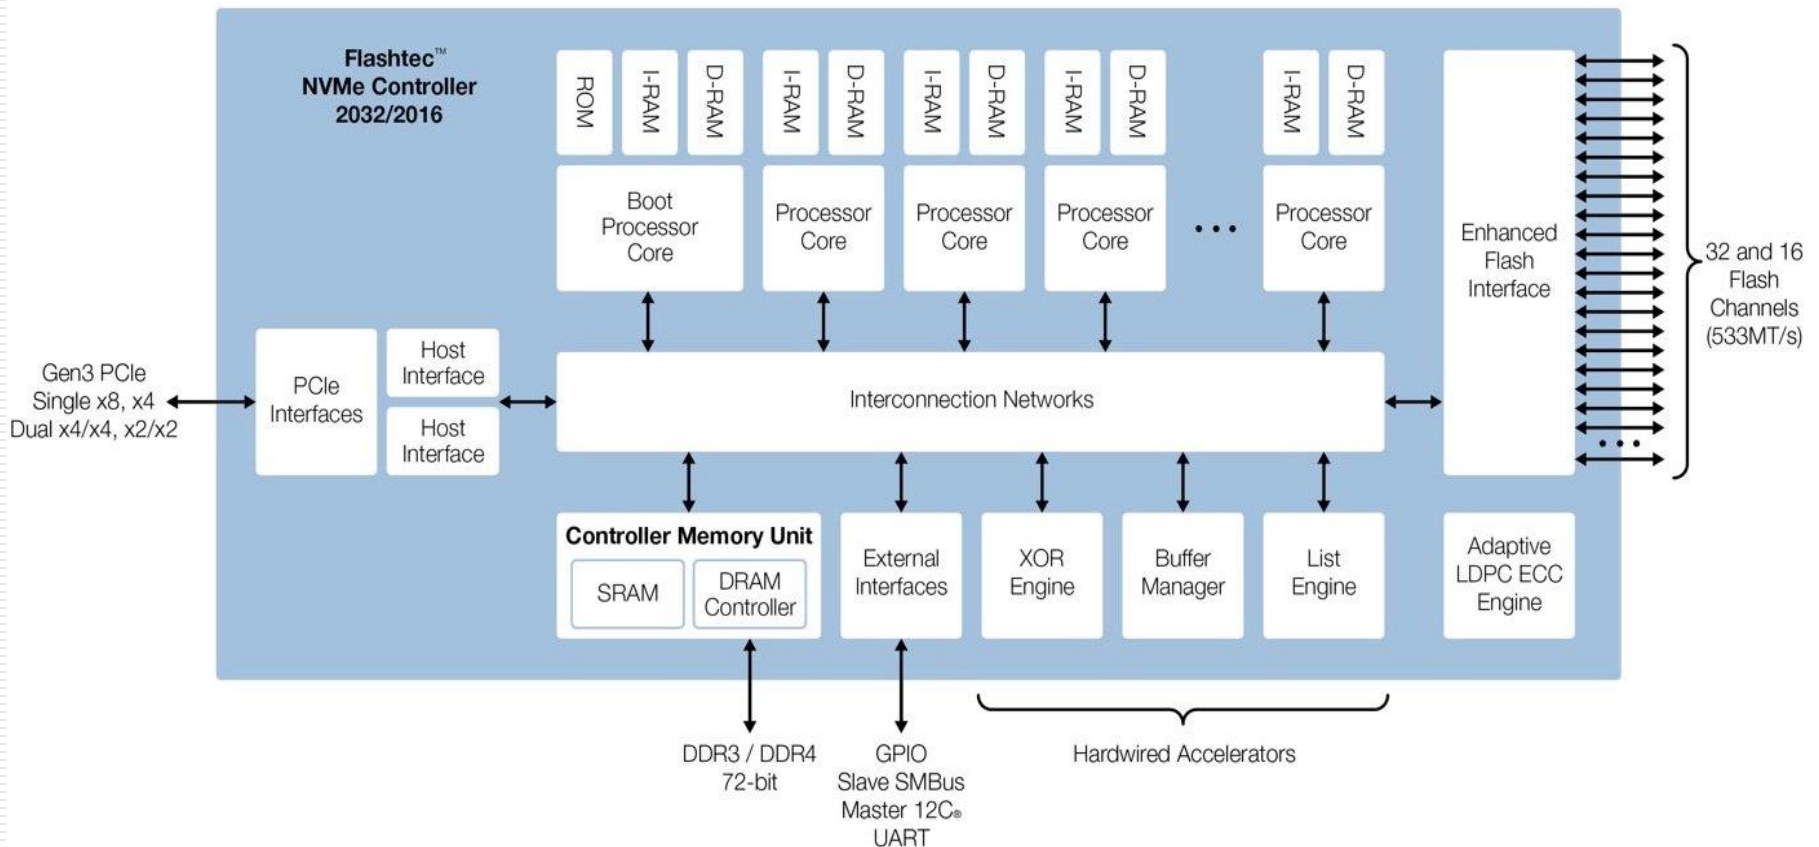 Flashtec™
NVMe Controller
2032/2016
ROM
I-RAM
D-RAM
I-RAM
D-RAM
I-RAM
D-RAM
I-RAM
D-RAM
I-RAM
D-RAM
Boot
Processor
Core
Processor
Core
Processor
Core
Processor
Core
...
Processor
Core
Enhanced
Flash
Interface
...
32 and 16
Flash
Channels
(533MT/s)
Gen3 PCIe
Single x8, x4
Dual x4/x4, x2/x2
PCIe
Interfaces
Host
Interface
Host
Interface
Interconnection Networks
Controller Memory Unit
SRAM
DRAM
Controller
External
Interfaces
XOR
Engine
Buffer
Manager
List
Engine
Adaptive
LDPC ECC
Engine
DDR3 / DDR4
72-bit
GPIO
Slave SMBus
Master 12C®
UART
Hardwired Accelerators